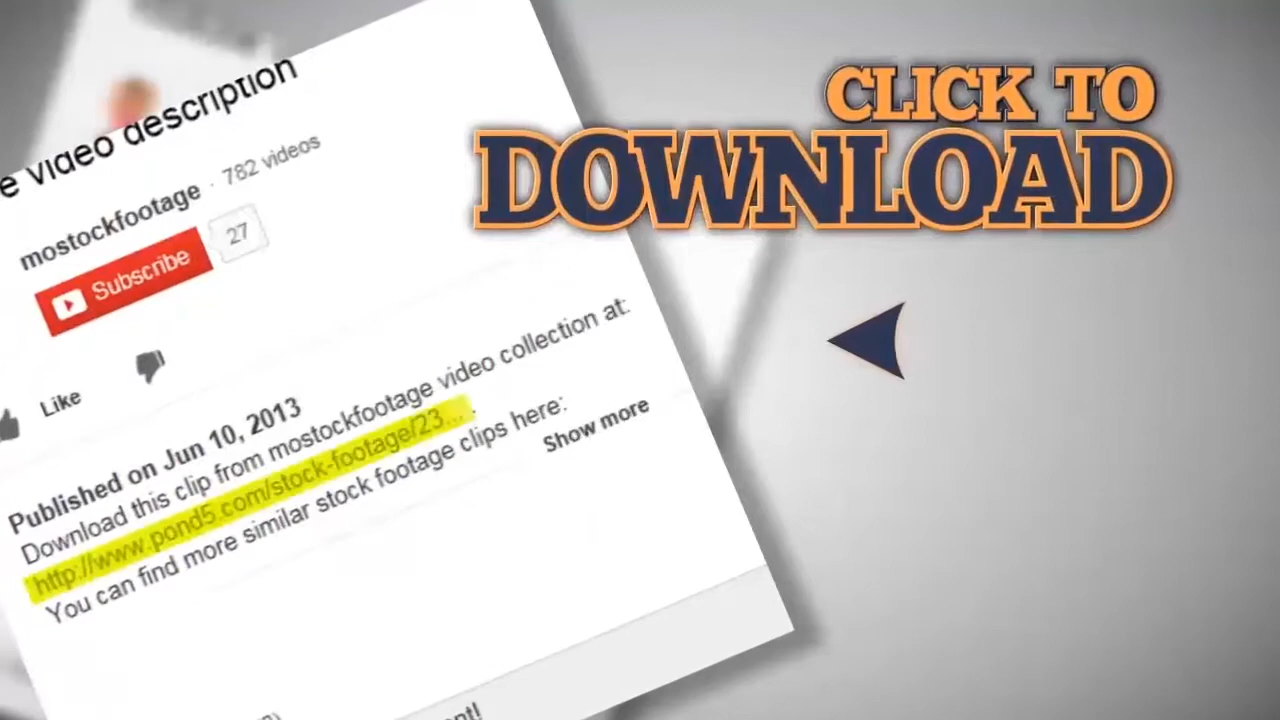 e video description
mostockfootage · 782 videos
Subscribe 27
Like
Published on Jun 10, 2013
Download this clip from mostockfootage video collection at:
http://www.pond5.com/stock-footage/23... .
You can find more similar stock footage clips here:
Show more
CLICK TO
DOWNLOAD